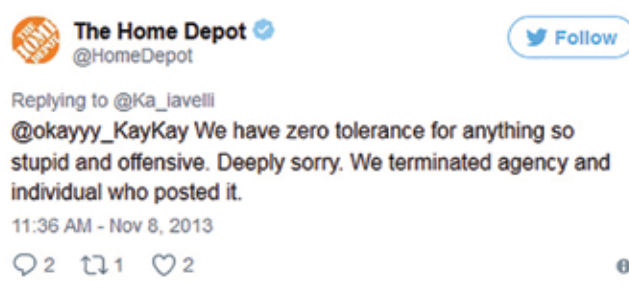 The Home Depot
@HomeDepot
Follow
Replying to @Ka_iavelli
@okayyy_KayKay We have zero tolerance for anything so
stupid and offensive. Deeply sorry. We terminated agency and
individual who posted it.
11:36 AM - Nov 8, 2013
2 1 2